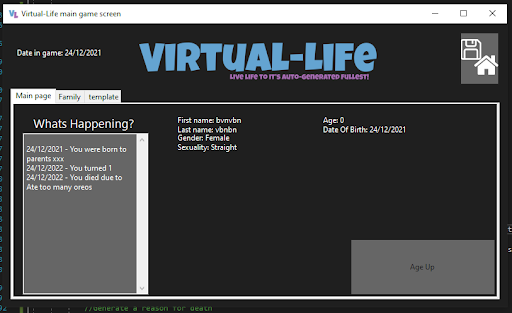 Virtual-Life main game screen
Date in game: 24/12/2021
VIRTUAL-LIFE
LIVE LIFE TO IT'S AUTO-GENERATED FULLEST!
Main page
Family
template
Whats Happening?
24/12/2021 - You were born to
parents xxx
24/12/2022 - You turned 1
24/12/2022 - You died due to
Ate too many oreos
First name: bvnvbn
Last name: vbnbn
Gender: Female
Sexuality: Straight
Age: 0
Date Of Birth: 24/12/2021
Age Up
//Generate a reason for death